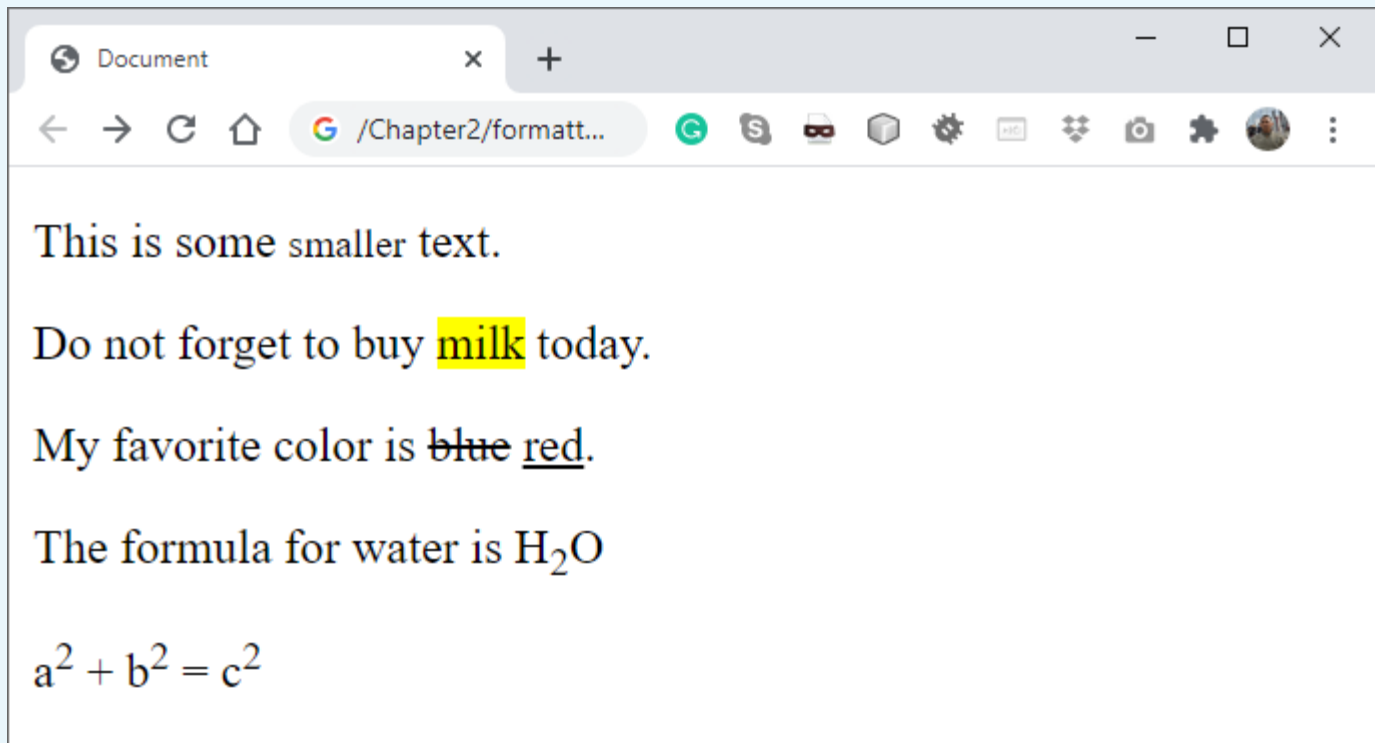 Document
/Chapter2/formatt...
This is some smaller text.
Do not forget to buy milk today.
My favorite color is ~~blue~~ red.
The formula for water is H₂O
a² + b² = c²